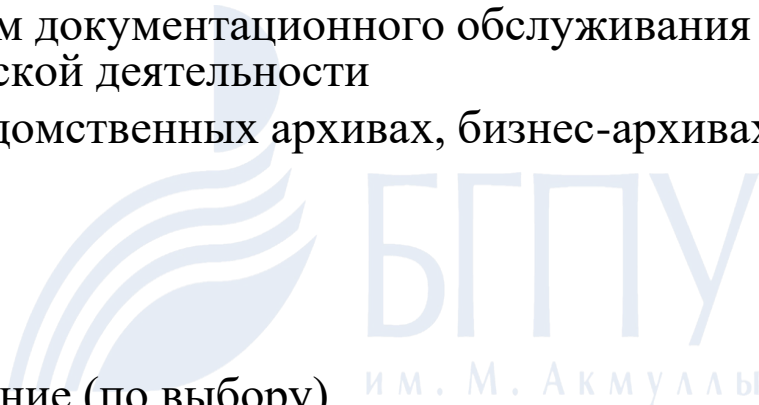 м документационного обслуживания
ской деятельности
домственных архивах, бизнес-архивах
БГПУ
им. М. Акмуллы
ние (по выбору)